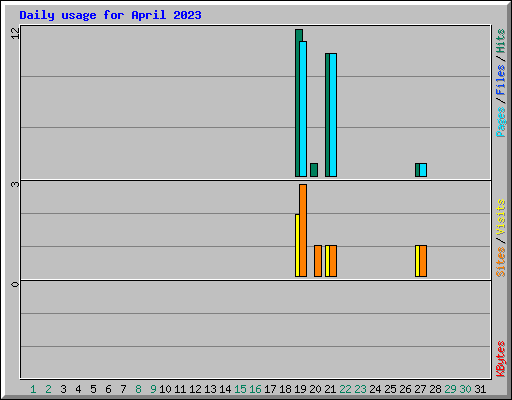 Daily usage for April 2023
12
3
0
Pages / Files / Hits
Sites / Visits
KBytes
1 2 3 4 5 6 7 8 9 10 11 12 13 14 15 16 17 18 19 20 21 22 23 24 25 26 27 28 29 30 31